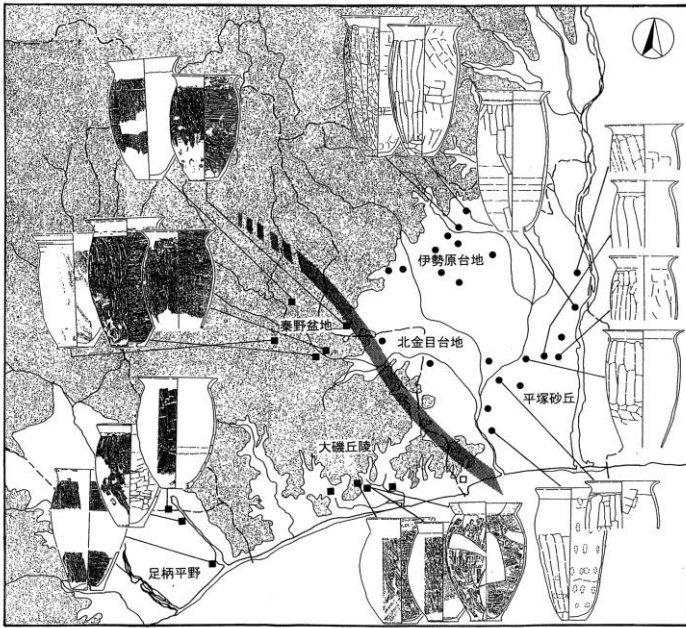 伊勢原台地
秦野盆地
北金目台地
平塚砂丘
大磯丘陵
足柄平野